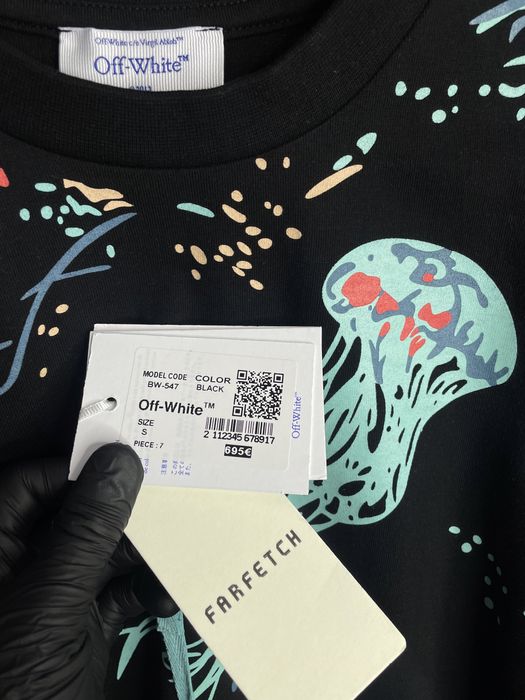 Off-White c/o Virgil Abloh™
Off-White™
©2013
MODEL CODE
BW-547
COLOR
BLACK
Off-White™
SIZE
S
2 112345 678917
PIECE : 7
695€
Off-White™
FARFETCH